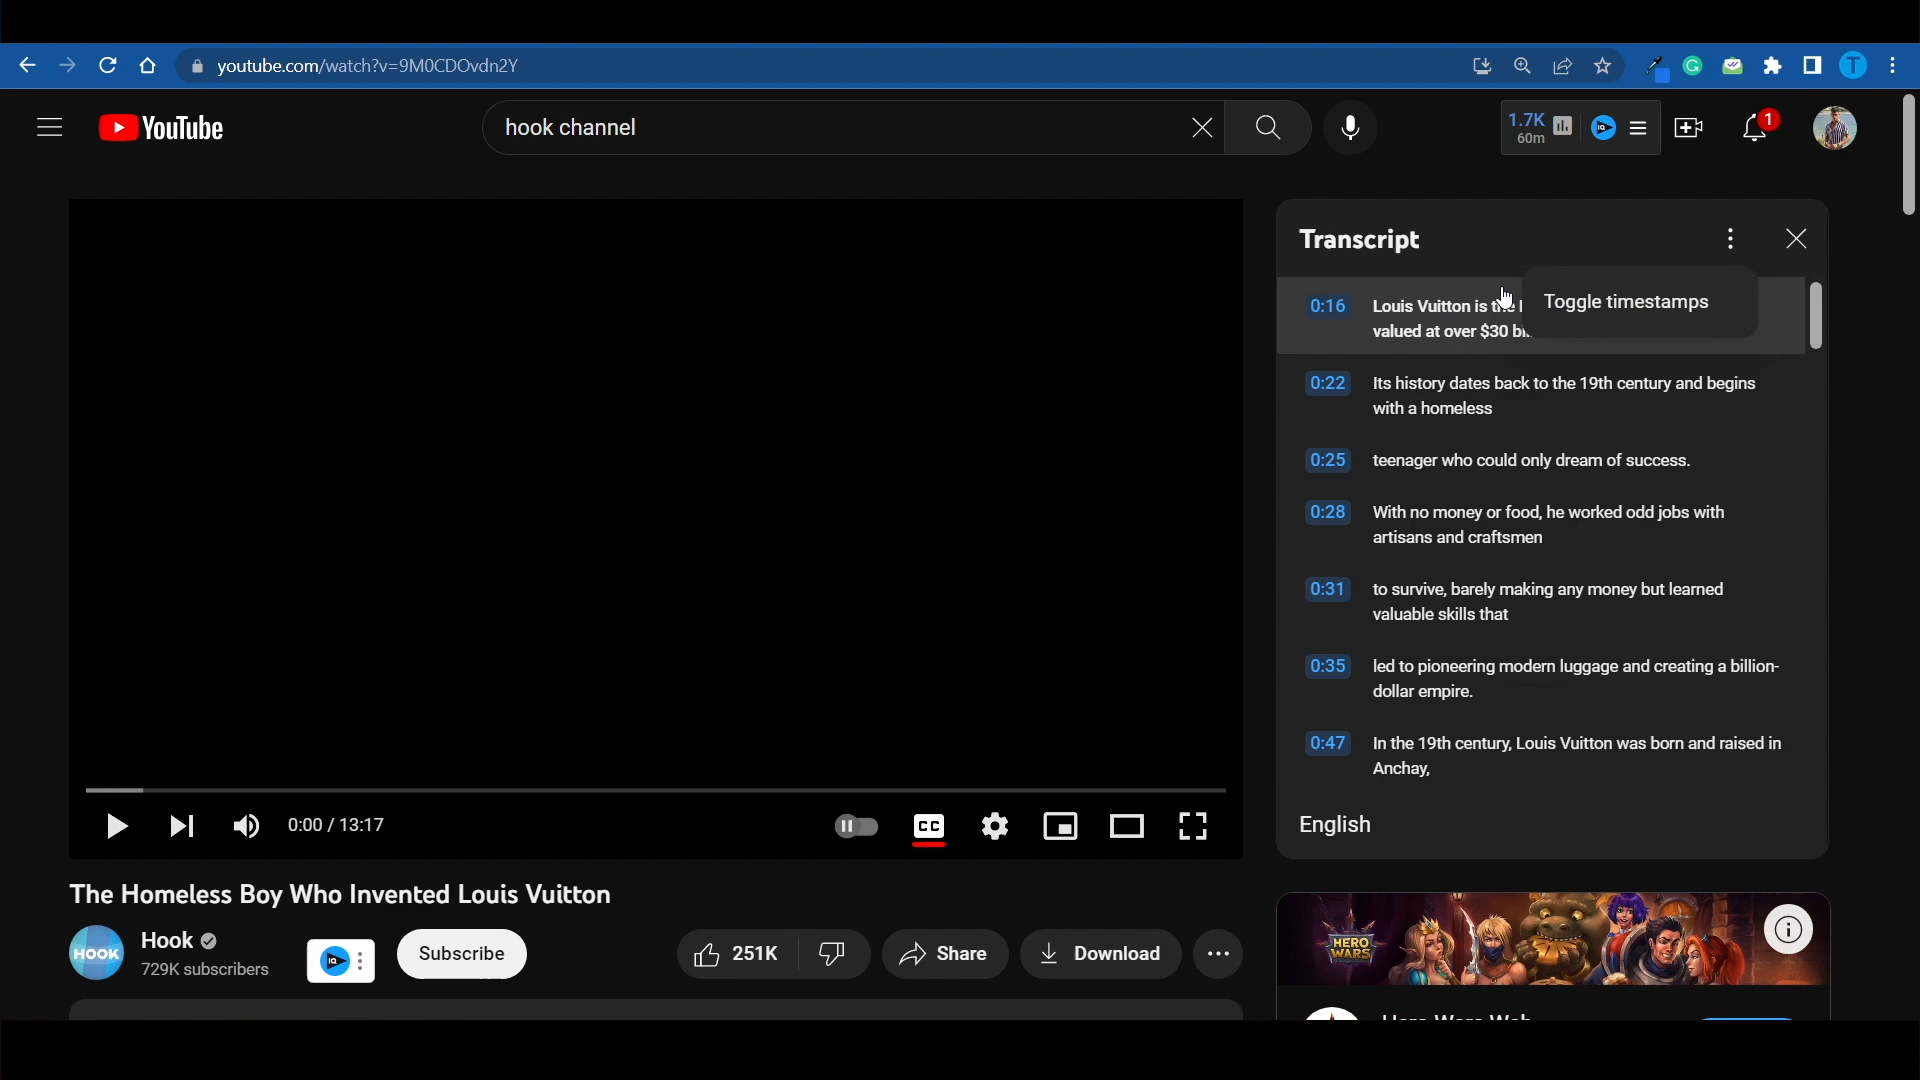 youtube.com/watch?v=9M0CDOvdn2Y
YouTube
hook channel
1.7K
60m
1
T
Transcript
Toggle timestamps
0:16 Louis Vuitton is the
valued at over $30
0:22 Its history dates back to the 19th century and begins
with a homeless
0:25 teenager who could only dream of success.
0:28 With no money or food, he worked odd jobs with
artisans and craftsmen
0:31 to survive, barely making any money but learned
valuable skills that
0:35 led to pioneering modern luggage and creating a billion-
dollar empire.
0:47 In the 19th century, Louis Vuitton was born and raised in
Anchay,
English
0:00 / 13:17
CC
The Homeless Boy Who Invented Louis Vuitton
HOOK
Hook
729K subscribers
Subscribe
251K
Share
Download
HERO
WARS